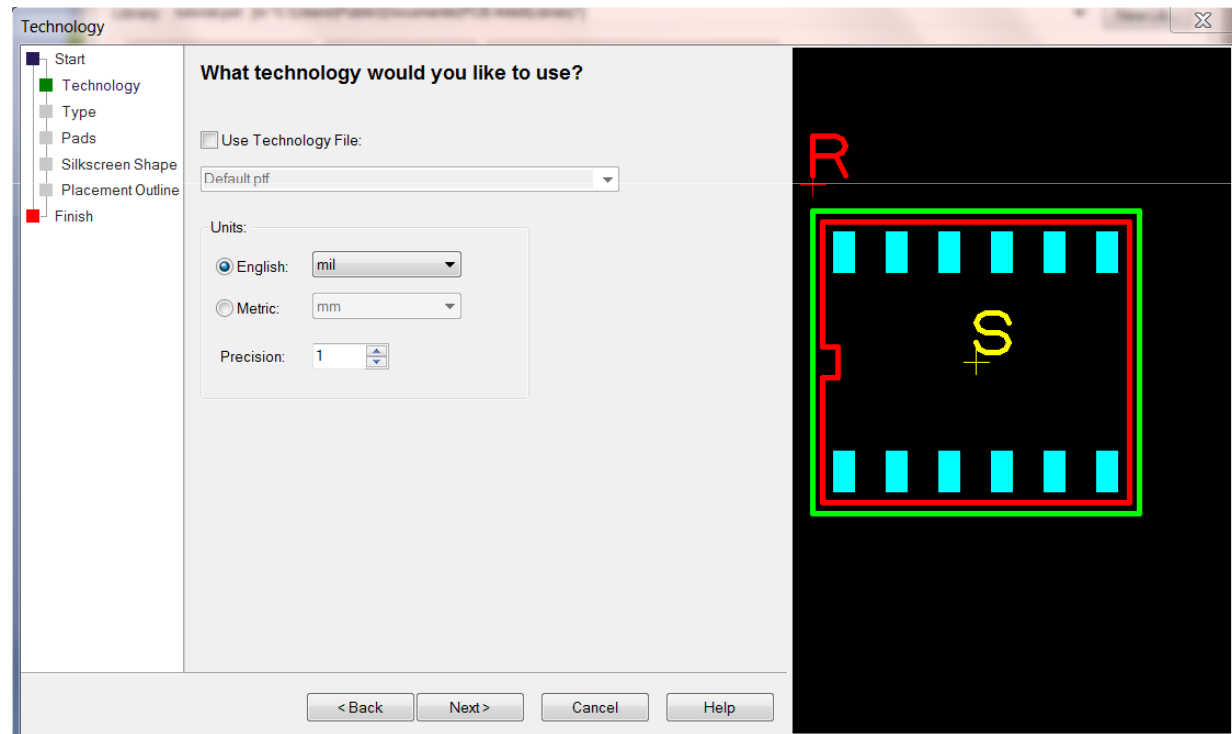 Technology
Start
Technology
Type
Pads
Silkscreen Shape
Placement Outline
Finish
What technology would you like to use?
Use Technology File:
Default.ptf
Units:
English: mil
Metric: mm
Precision: 1
< Back Next > Cancel Help
R
S